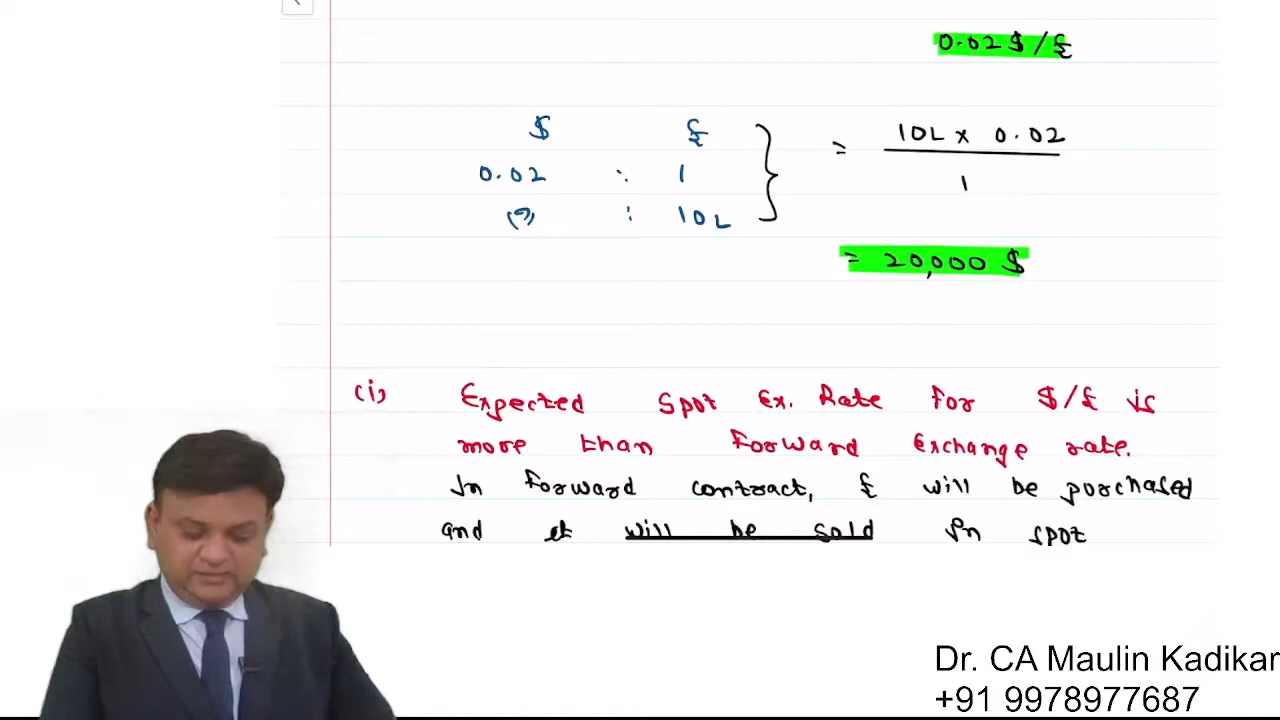 0.02 $/£
$ £
0.02 : 1
(?) : 10L
= 10L x 0.02
1
= 20,000 $
(i) Expected Spot Ex. Rate for $/£ is
more than forward Exchange rate.
In forward contract, £ will be purchased
and it will be sold in spot
Dr. CA Maulin Kadikar
+91 9978977687